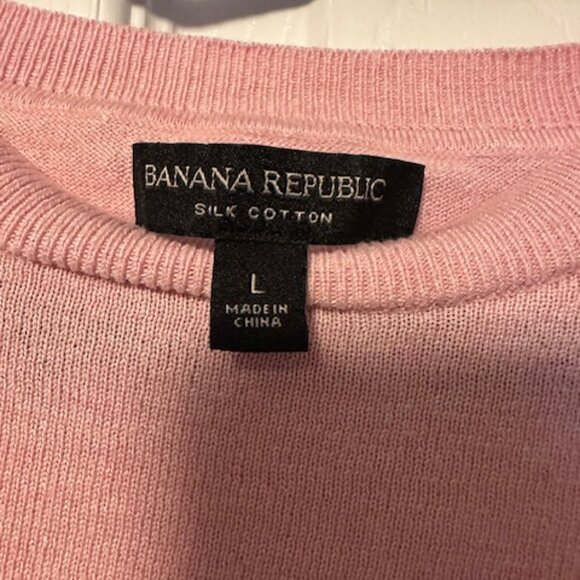 BANANA REPUBLIC
SILK COTTON
L
MADE IN
CHINA